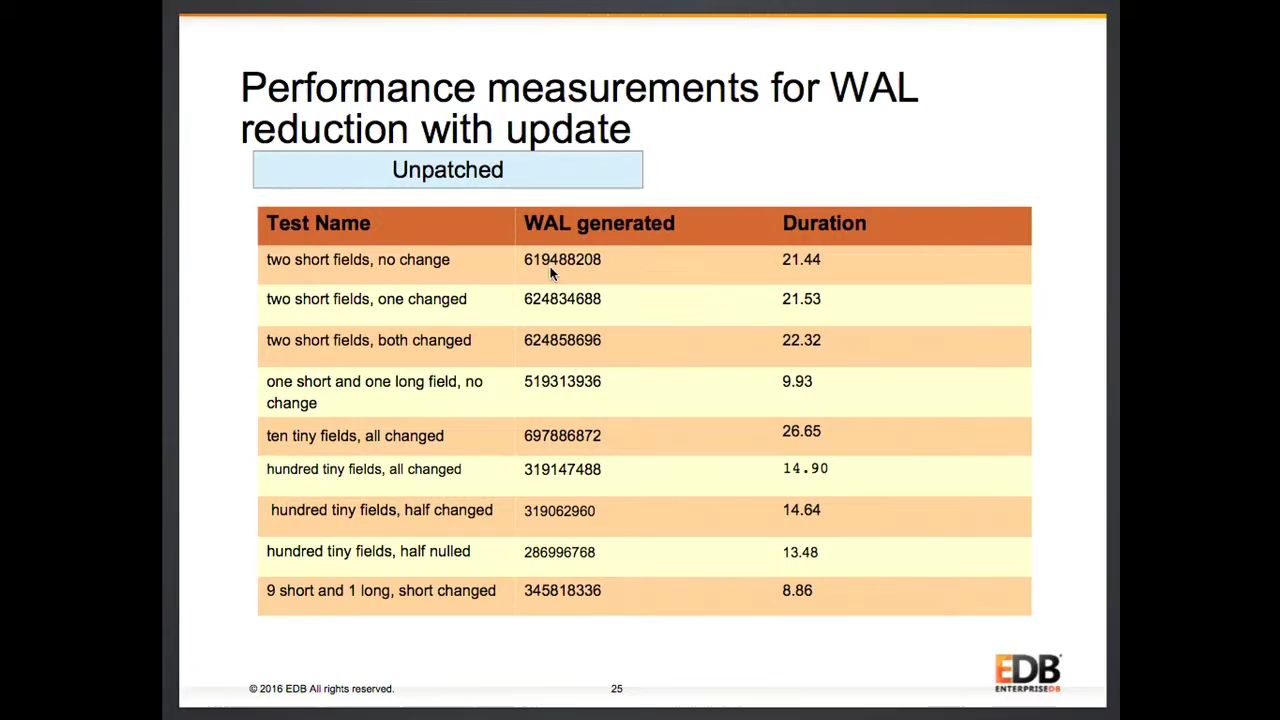 Performance measurements for WAL
reduction with update
Unpatched
Test Name WAL generated Duration
two short fields, no change 619488208 21.44
two short fields, one changed 624834688 21.53
two short fields, both changed 624858696 22.32
one short and one long field, no 519313936 9.93
change
ten tiny fields, all changed 697886872 26.65
hundred tiny fields, all changed 319147488 14.90
hundred tiny fields, half changed 319062960 14.64
hundred tiny fields, half nulled 286996768 13.48
9 short and 1 long, short changed 345818336 8.86
EDB
ENTERPRISEDB
© 2016 EDB All rights reserved. 25